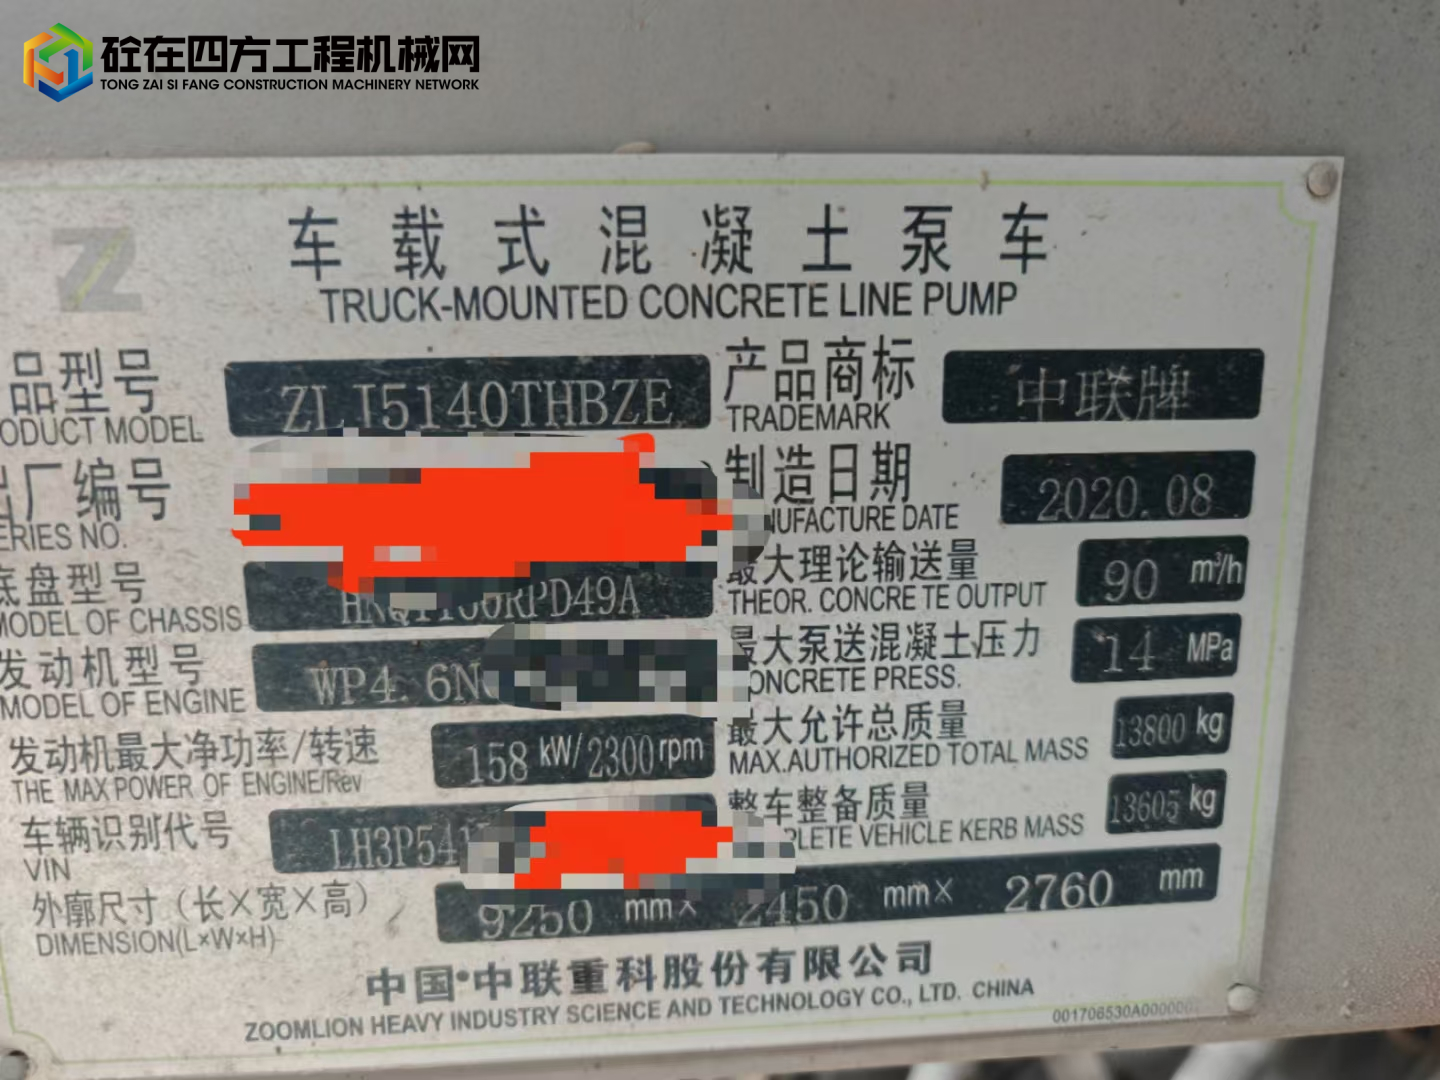 砼在四方工程机械网
TONG ZAI SI FANG CONSTRUCTION MACHINERY NETWORK
车载式混凝土泵车
TRUCK-MOUNTED CONCRETE LINE PUMP
品型号 ZLJ5140THBZE 产品商标 中联牌
ODUCT MODEL TRADEMARK
出厂编号 制造日期 2020.08
ERIES NO. NUFACTURE DATE
底盘型号 RPD49A 最大理论输送量 90 m³/h
MODEL OF CHASSIS THEOR. CONCRE TE OUTPUT
发动机型号 WP4.6N 最大泵送混凝土压力 14 MPa
MODEL OF ENGINE ONCRETE PRESS.
发动机最大净功率/转速 158 kW/2300rpm 最大允许总质量 13800 kg
THE MAX POWER OF ENGINE/Rev MAX.AUTHORIZED TOTAL MASS
车辆识别代号 LH3P541 整车整备质量 13605 kg
VIN PLETE VEHICLE KERB MASS
外廓尺寸(长×宽×高) 9250 mm× 2450 mm× 2760 mm
DIMENSION(L×W×H)
中国·中联重科股份有限公司
ZOOMLION HEAVY INDUSTRY SCIENCE AND TECHNOLOGY CO., LTD. CHINA